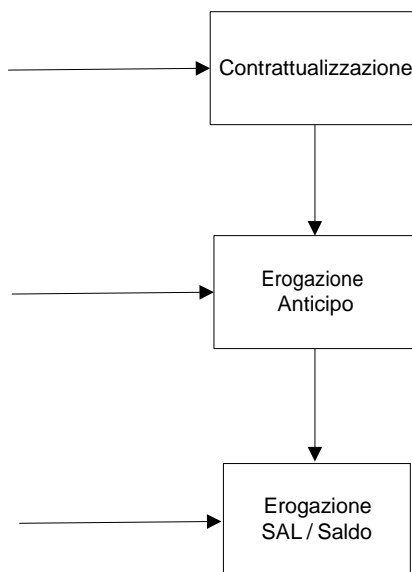 Contrattualizzazione
Erogazione
Anticipo
Erogazione
SAL / Saldo